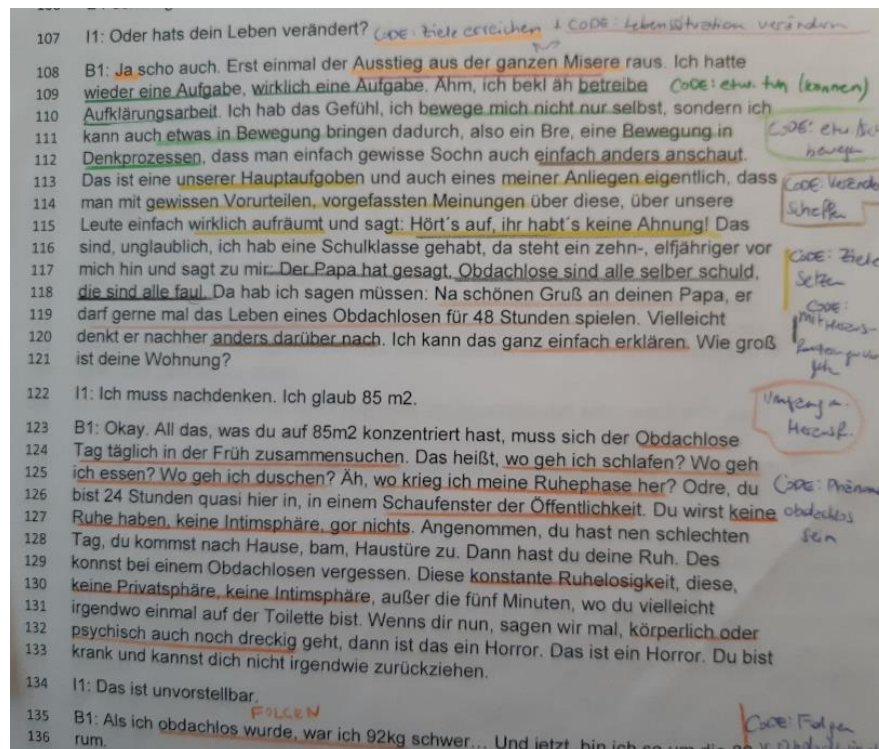 107 I1: Oder hats dein Leben verändert? CODE: Ziele erreichen + CODE: Lebenssituation verändern
108 B1: Ja scho auch. Erst einmal der Ausstieg aus der ganzen Misere raus. Ich hatte
109 wieder eine Aufgabe, wirklich eine Aufgabe. Ähm, ich bekl äh betreibe CODE: etw. tun (können)
110 Aufklärungsarbeit. Ich hab das Gefühl, ich bewege mich nicht nur selbst, sondern ich
111 kann auch etwas in Bewegung bringen dadurch, also ein Bre, eine Bewegung in CODE: etw.
112 Denkprozessen, dass man einfach gewisse Sochn auch einfach anders anschaut. bewegen
113 Das ist eine unserer Hauptaufgoben und auch eines meiner Anliegen eigentlich, dass CODE:
114 man mit gewissen Vorurteilen, vorgefassten Meinungen über diese, über unsere schaffen
115 Leute einfach wirklich aufräumt und sagt: Hört´s auf, ihr habt´s keine Ahnung! Das
116 sind, unglaublich, ich hab eine Schulklasse gehabt, da steht ein zehn-, elfjähriger vor CODE: Ziele
117 mich hin und sagt zu mir: Der Papa hat gesagt, Obdachlose sind alle selber schuld, setzen
118 die sind alle faul. Da hab ich sagen müssen: Na schönen Gruß an deinen Papa, er CODE:
119 darf gerne mal das Leben eines Obdachlosen für 48 Stunden spielen. Vielleicht mit
120 denkt er nachher anders darüber nach. Ich kann das ganz einfach erklären. Wie groß
121 ist deine Wohnung?
122 I1: Ich muss nachdenken. Ich glaub 85 m2. Umgang m.
123 B1: Okay. All das, was du auf 85m2 konzentriert hast, muss sich der Obdachlose
124 Tag täglich in der Früh zusammensuchen. Das heißt, wo geh ich schlafen? Wo geh
125 ich essen? Wo geh ich duschen? Äh, wo krieg ich meine Ruhephase her? Odre, du CODE:
126 bist 24 Stunden quasi hier in, in einem Schaufenster der Öffentlichkeit. Du wirst keine obdachlos
127 Ruhe haben, keine Intimsphäre, gor nichts. Angenommen, du hast nen schlechten sein
128 Tag, du kommst nach Hause, bam, Haustüre zu. Dann hast du deine Ruh. Des
129 konnst bei einem Obdachlosen vergessen. Diese konstante Ruhelosigkeit, diese,
130 keine Privatsphäre, keine Intimsphäre, außer die fünf Minuten, wo du vielleicht
131 irgendwo einmal auf der Toilette bist. Wenns dir nun, sagen wir mal, körperlich oder
132 psychisch auch noch dreckig geht, dann ist das ein Horror. Das ist ein Horror. Du bist
133 krank und kannst dich nicht irgendwie zurückziehen.
134 I1: Das ist unvorstellbar.
FOLGEN
135 B1: Als ich obdachlos wurde, war ich 92kg schwer... Und jetzt, bin ich CODE: Folgen
136 rum.